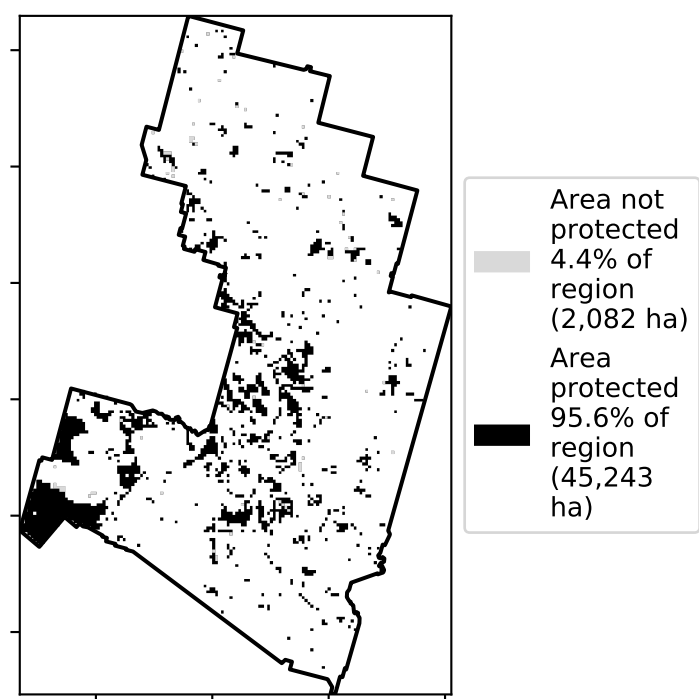 Area not
protected
4.4% of
region
(2,082 ha)
Area
protected
95.6% of
region
(45,243
ha)